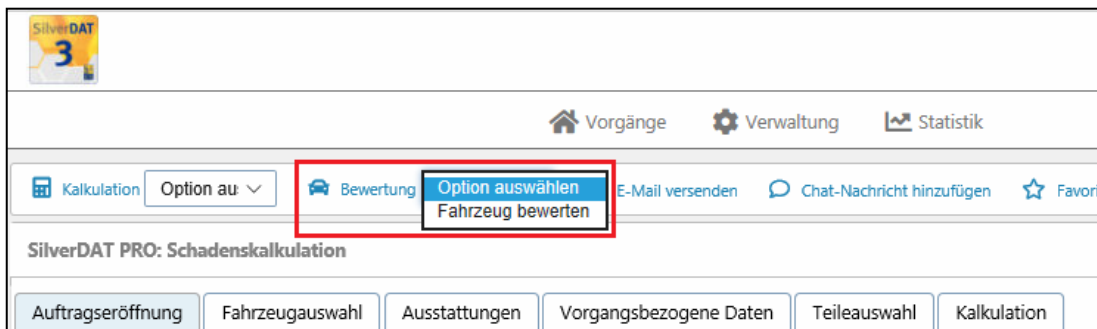 SilverDAT
3
Vorgänge Verwaltung Statistik
Kalkulation Option au Bewertung Option auswählen E-Mail versenden Chat-Nachricht hinzufügen Favori
Fahrzeug bewerten
SilverDAT PRO: Schadenskalkulation
Auftragseröffnung Fahrzeugauswahl Ausstattungen Vorgangsbezogene Daten Teileauswahl Kalkulation